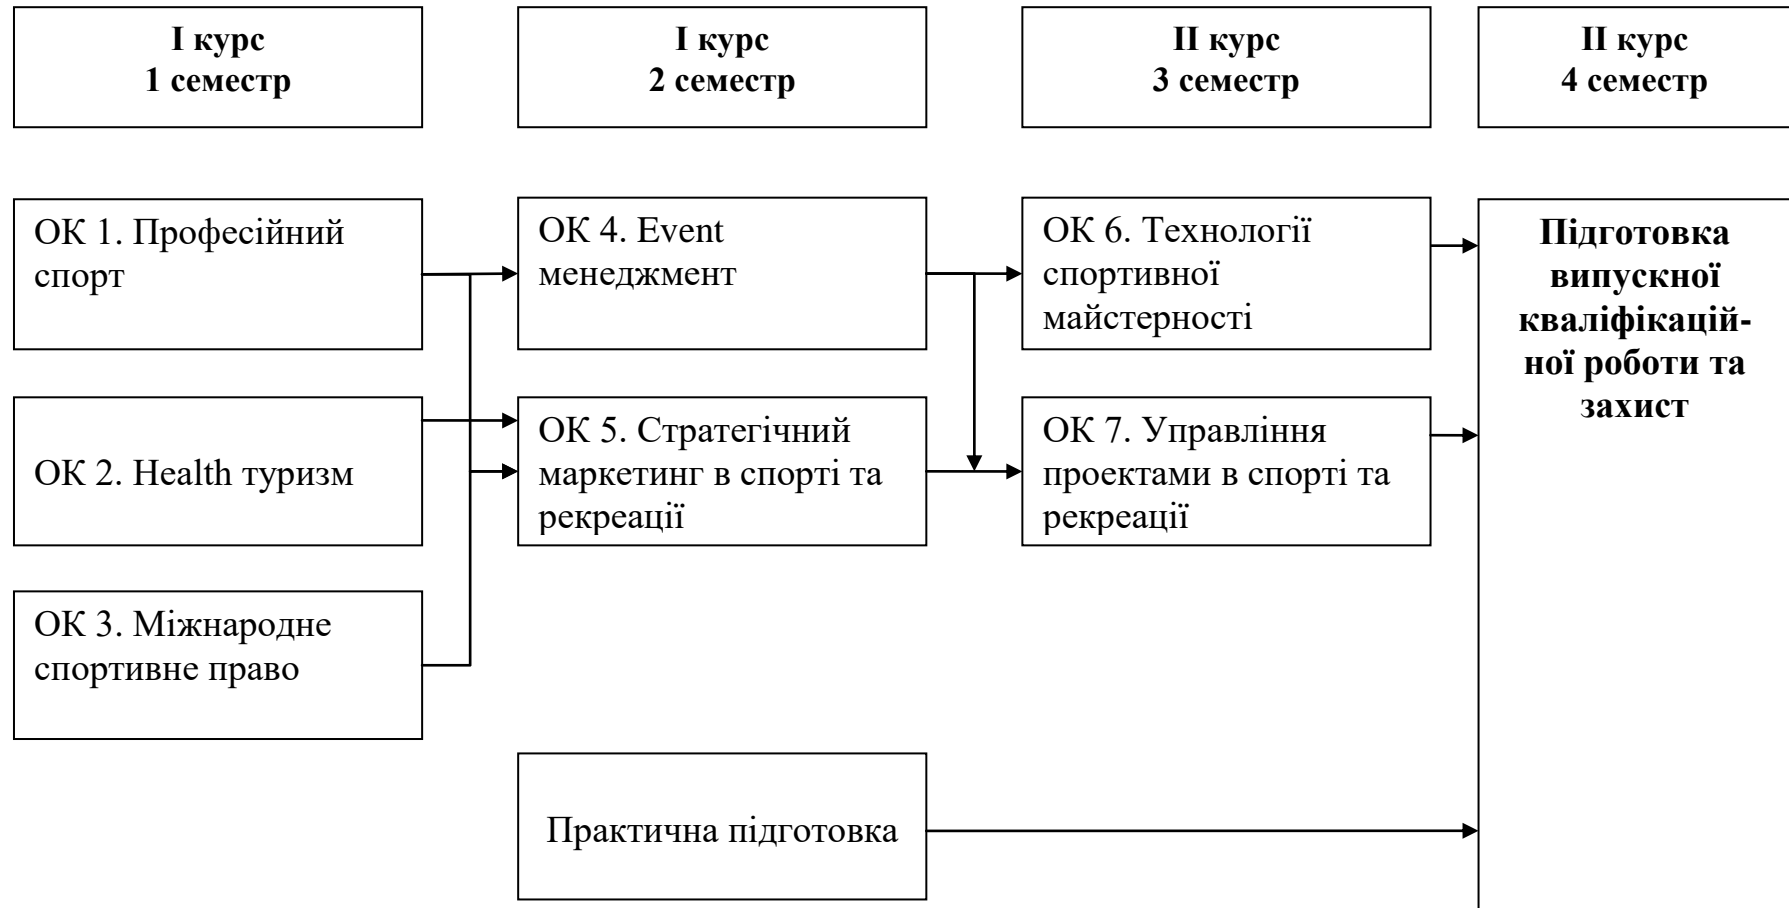 І курс
1 семестр
І курс
2 семестр
ІІ курс
3 семестр
ІІ курс
4 семестр
ОК 1. Професійний
спорт
ОК 4. Event
менеджмент
ОК 6. Технології
спортивної
майстерності
Підготовка
випускної
кваліфікацій-
ної роботи та
захист
ОК 2. Health туризм
ОК 5. Стратегічний
маркетинг в спорті та
рекреації
ОК 7. Управління
проектами в спорті та
рекреації
ОК 3. Міжнародне
спортивне право
Практична підготовка